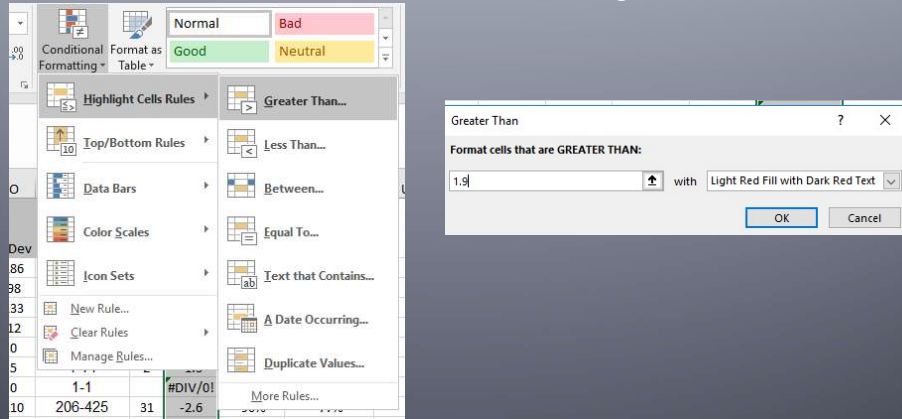 Conditional Formatting
Format as Table
Normal
Bad
Good
Neutral
.00
Highlight Cells Rules
Top/Bottom Rules
10
Data Bars
Color Scales
Icon Sets
New Rule...
Clear Rules
Manage Rules...
Greater Than...
Less Than...
Between...
Equal To...
Text that Contains...
ab
A Date Occurring...
Duplicate Values...
More Rules...
O
Dev
86
98
33
12
0
5
0 1-1 #DIV/0!
10 206-425 31 -2.6
Greater Than
? X
Format cells that are GREATER THAN:
1.9 with Light Red Fill with Dark Red Text
OK Cancel